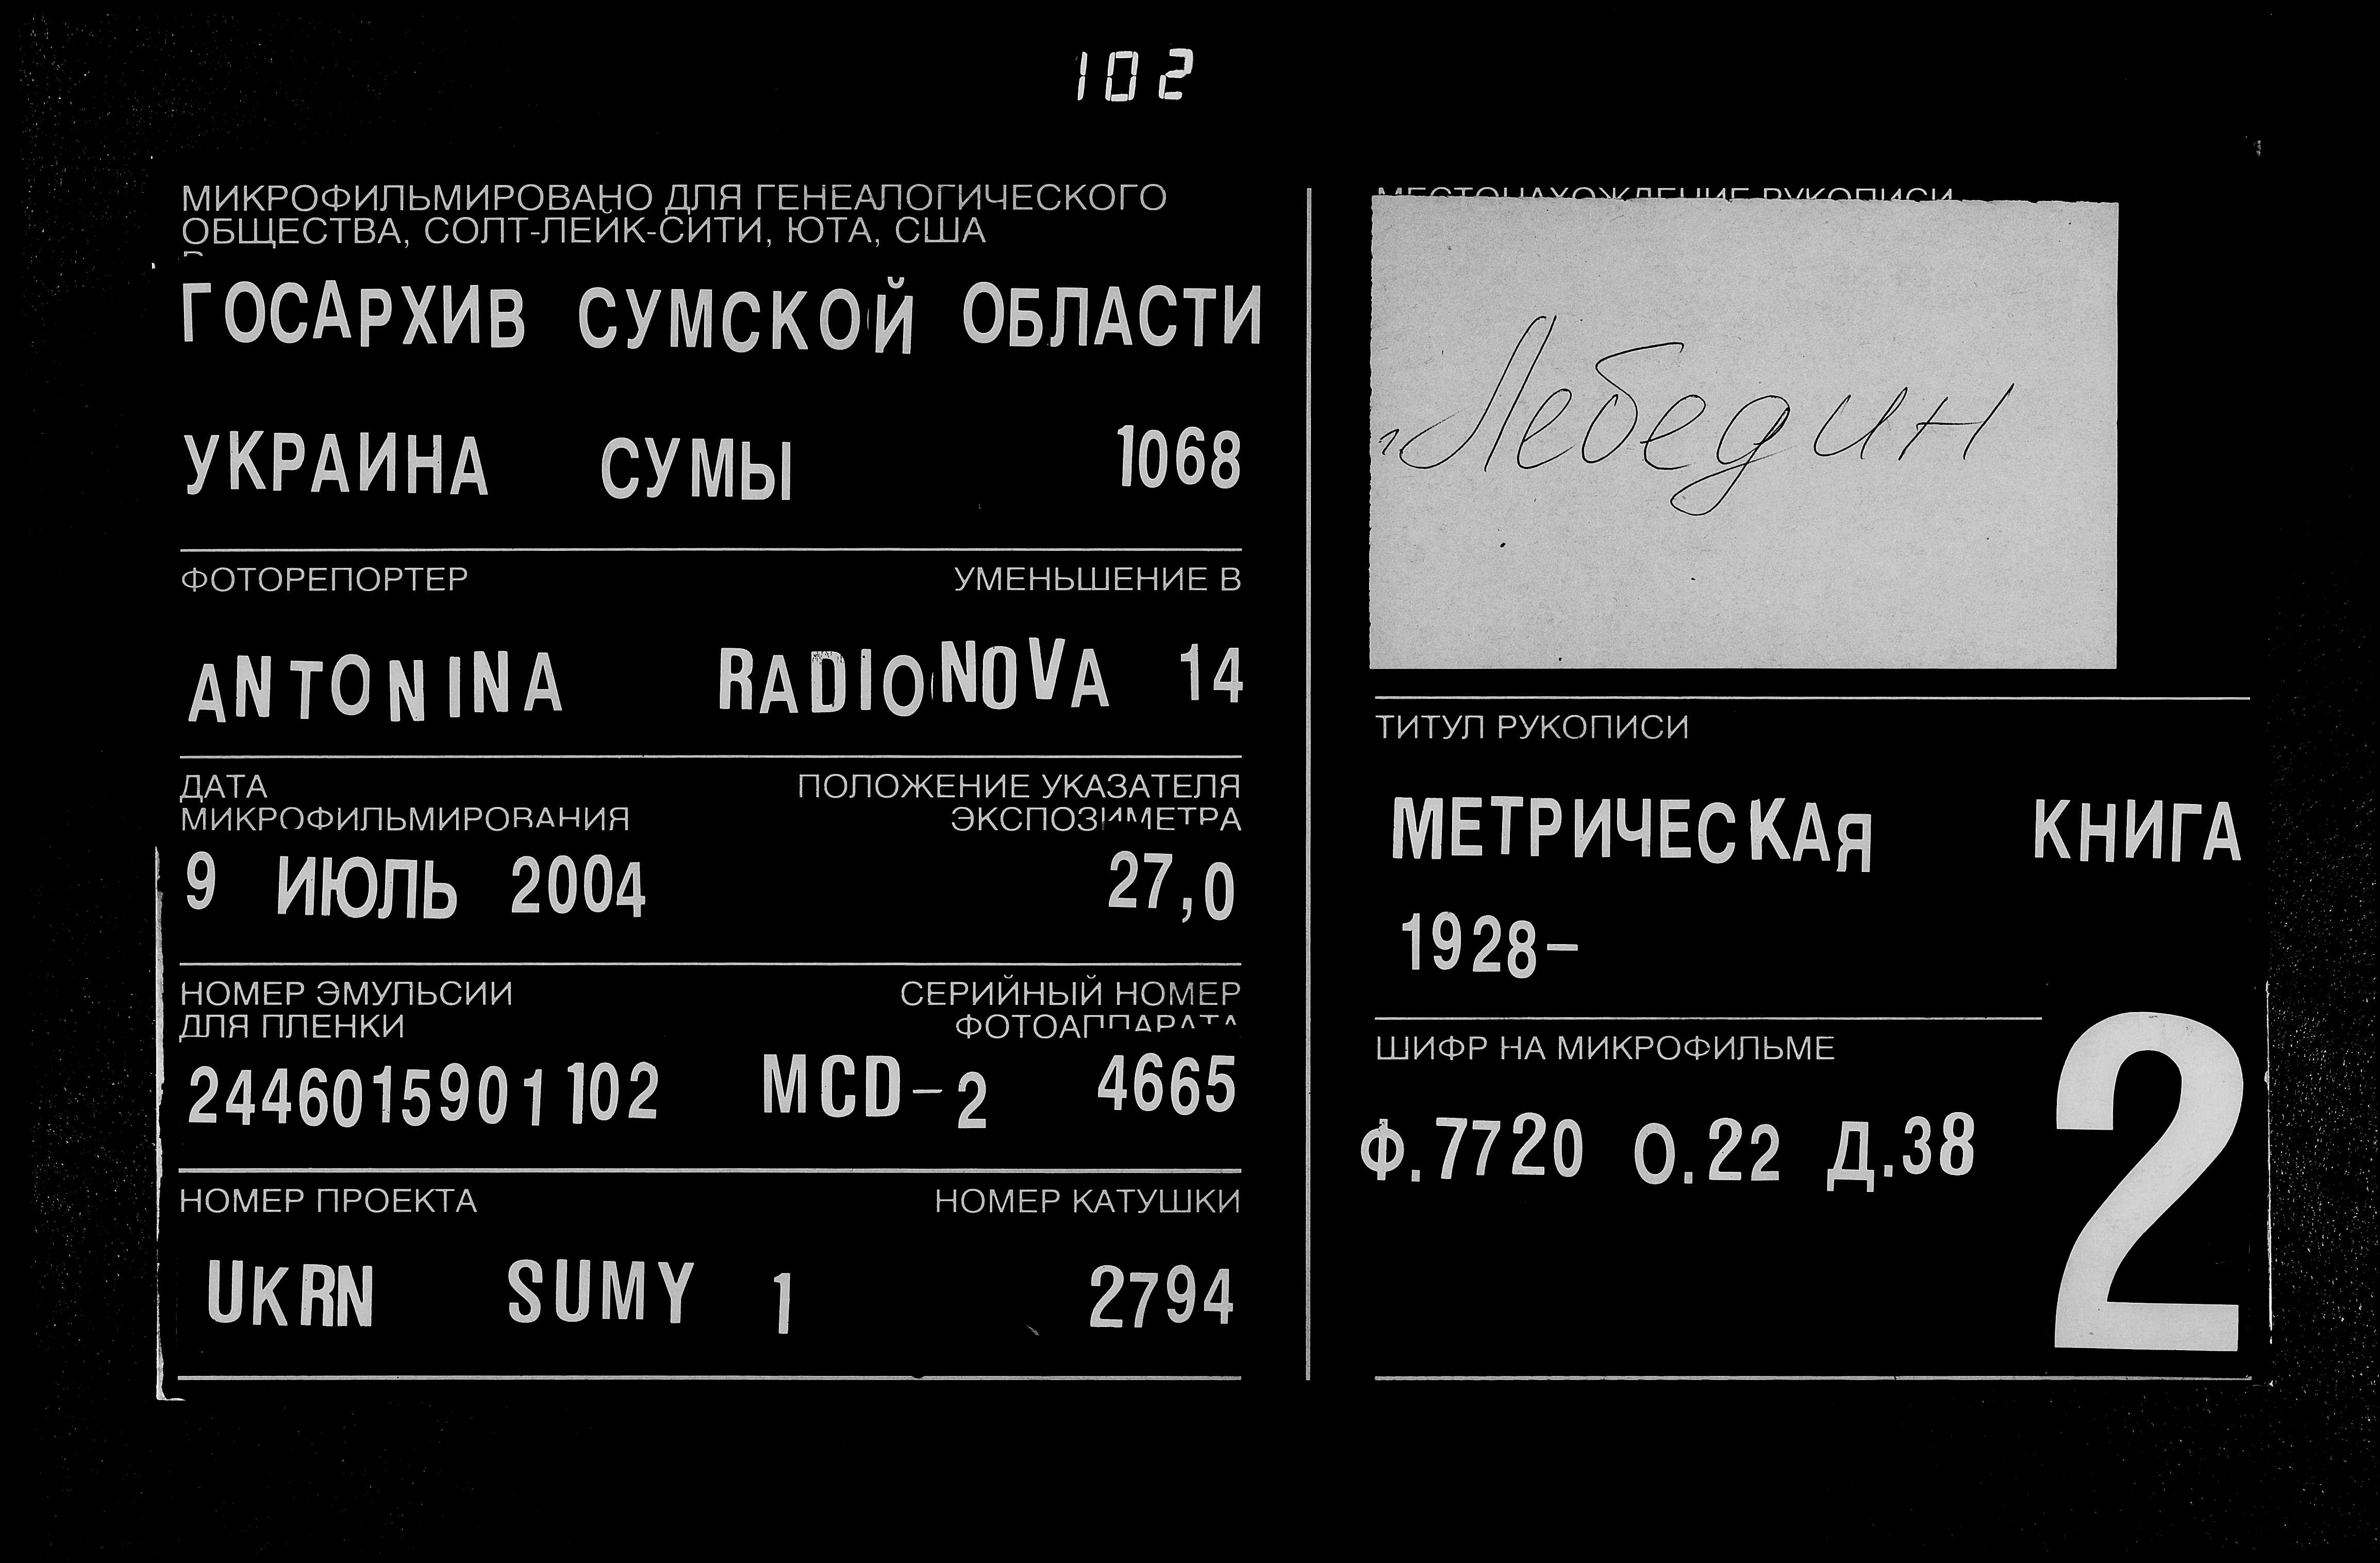 102
МИКРОФИЛЬМИРОВАНО ДЛЯ ГЕНЕАЛОГИЧЕСКОГО
ОБЩЕСТВА, СОЛТ-ЛЕЙК-СИТИ, ЮТА, США
ГОСАРХИВ СУМСКОЙ ОБЛАСТИ
УКРАИНА СУМЫ 1068
ФОТОРЕПОРТЕР УМЕНЬШЕНИЕ В
ANTONINA RADIONOVA 14
ДАТА ПОЛОЖЕНИЕ УКАЗАТЕЛЯ
МИКРОФИЛЬМИРОВАНИЯ ЭКСПОЗИМЕТРА
9 ИЮЛЬ 2004 27,0
НОМЕР ЭМУЛЬСИИ СЕРИЙНЫЙ НОМЕР
ДЛЯ ПЛЕНКИ ФОТОАППАРАТА
2446015901102 MCD-2 4665
НОМЕР ПРОЕКТА НОМЕР КАТУШКИ
UKRN SUMY 1 2794
МЕСТОНАХОЖДЕНИЕ РУКОПИСИ
Лебедин
ТИТУЛ РУКОПИСИ
МЕТРИЧЕСКАЯ КНИГА
1928-
ШИФР НА МИКРОФИЛЬМЕ
Ф.7720 О.22 Д.38
2